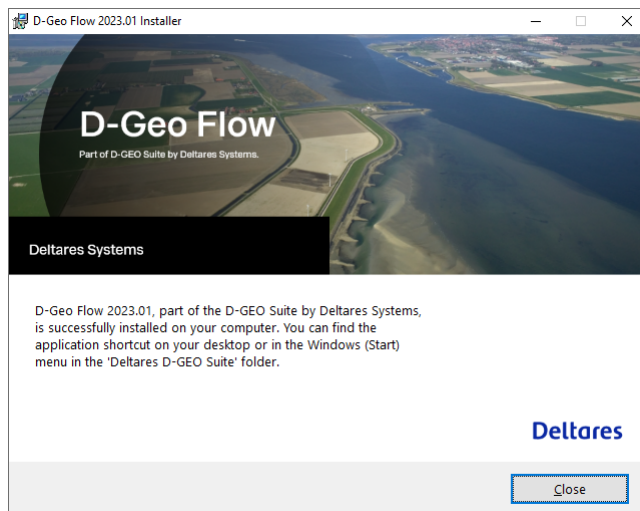 D-Geo Flow 2023.01 Installer
D-Geo Flow
Part of D-GEO Suite by Deltares Systems.
Deltares Systems
D-Geo Flow 2023.01, part of the D-GEO Suite by Deltares Systems,
is successfully installed on your computer. You can find the
application shortcut on your desktop or in the Windows (Start)
menu in the 'Deltares D-GEO Suite' folder.
Deltares
Close